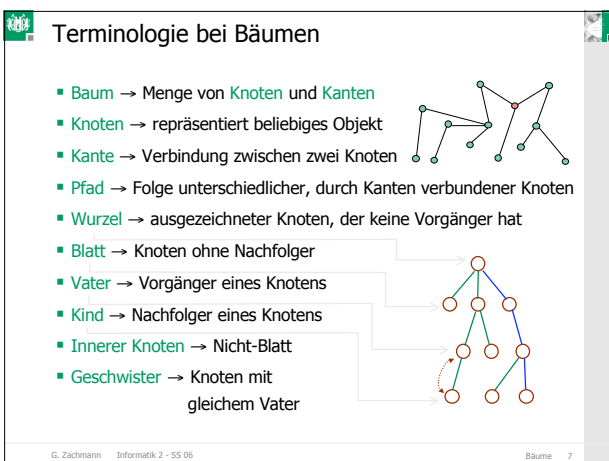 Terminologie bei Bäumen
▪ Baum → Menge von Knoten und Kanten
▪ Knoten → repräsentiert beliebiges Objekt
▪ Kante → Verbindung zwischen zwei Knoten
▪ Pfad → Folge unterschiedlicher, durch Kanten verbundener Knoten
▪ Wurzel → ausgezeichneter Knoten, der keine Vorgänger hat
▪ Blatt → Knoten ohne Nachfolger
▪ Vater → Vorgänger eines Knotens
▪ Kind → Nachfolger eines Knotens
▪ Innerer Knoten → Nicht-Blatt
▪ Geschwister → Knoten mit
gleichem Vater
G. Zachmann Informatik 2 - SS 06 Bäume 7